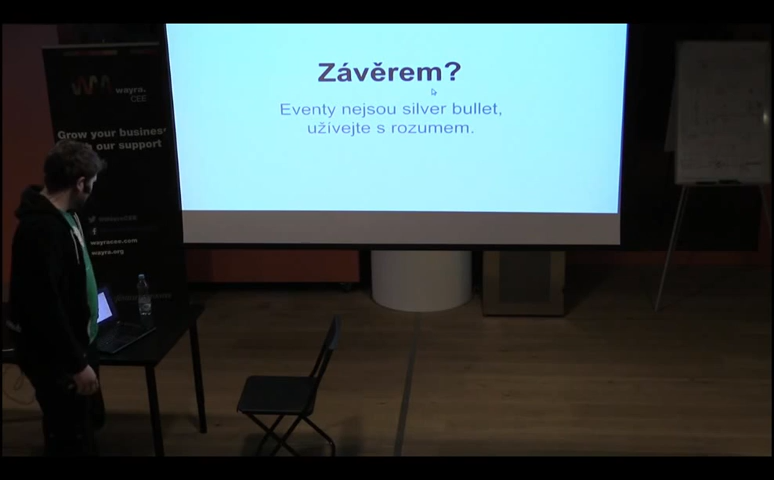 Závěrem?
Eventy nejsou silver bullet,
užívejte s rozumem.
wayra.
CEE
Grow your business
our support
wayracee.com
wayra.org